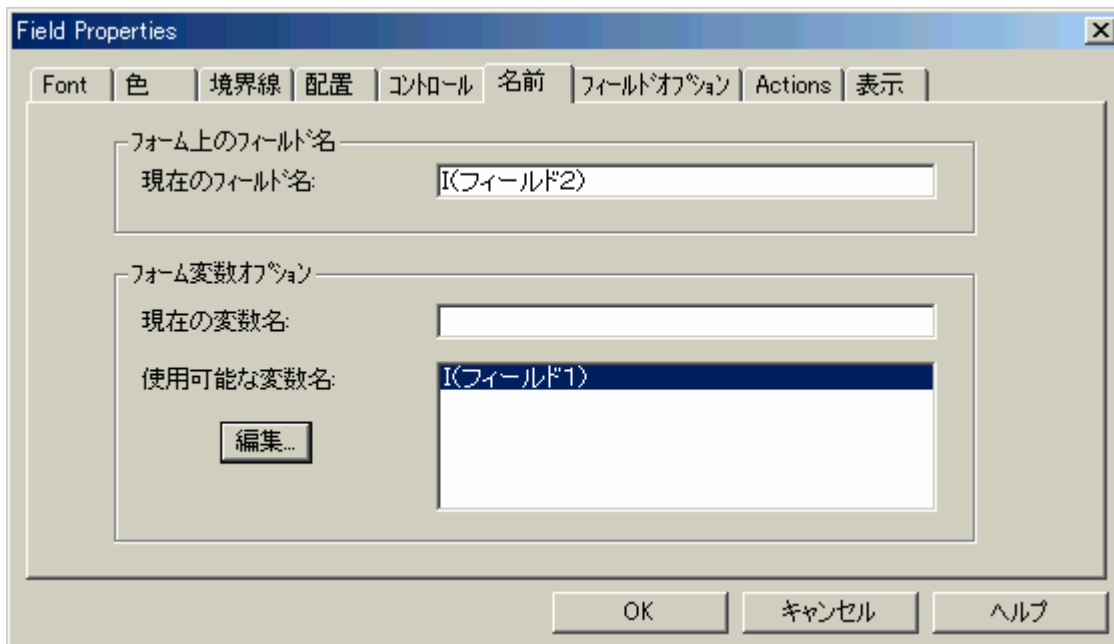 Field Properties
Font 色 境界線 配置 コントロール 名前 フィールドオプション Actions 表示
フォーム上のフィールド名
現在のフィールド名: I(フィールド2)
フォーム変数オプション
現在の変数名:
使用可能な変数名: I(フィールド1)
編集...
OK キャンセル ヘルプ